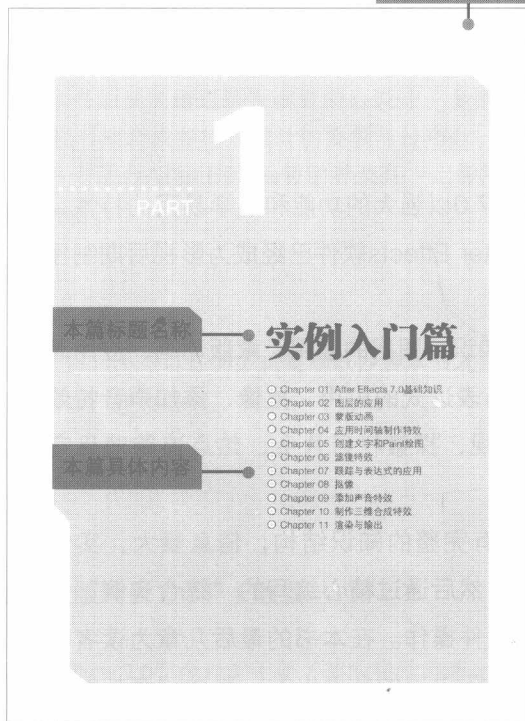 1
PART
本篇标题名称
实例入门篇
Chapter 01 After Effects 7.0基础知识
Chapter 02 图层的应用
Chapter 03 蒙版动画
Chapter 04 应用时间轴制作特效
Chapter 05 创建文字和Paint绘图
Chapter 06 滤镜特效
Chapter 07 跟踪与表达式的应用
Chapter 08 抠像
Chapter 09 添加声音特效
Chapter 10 制作三维合成特效
Chapter 11 渲染与输出
本篇具体内容